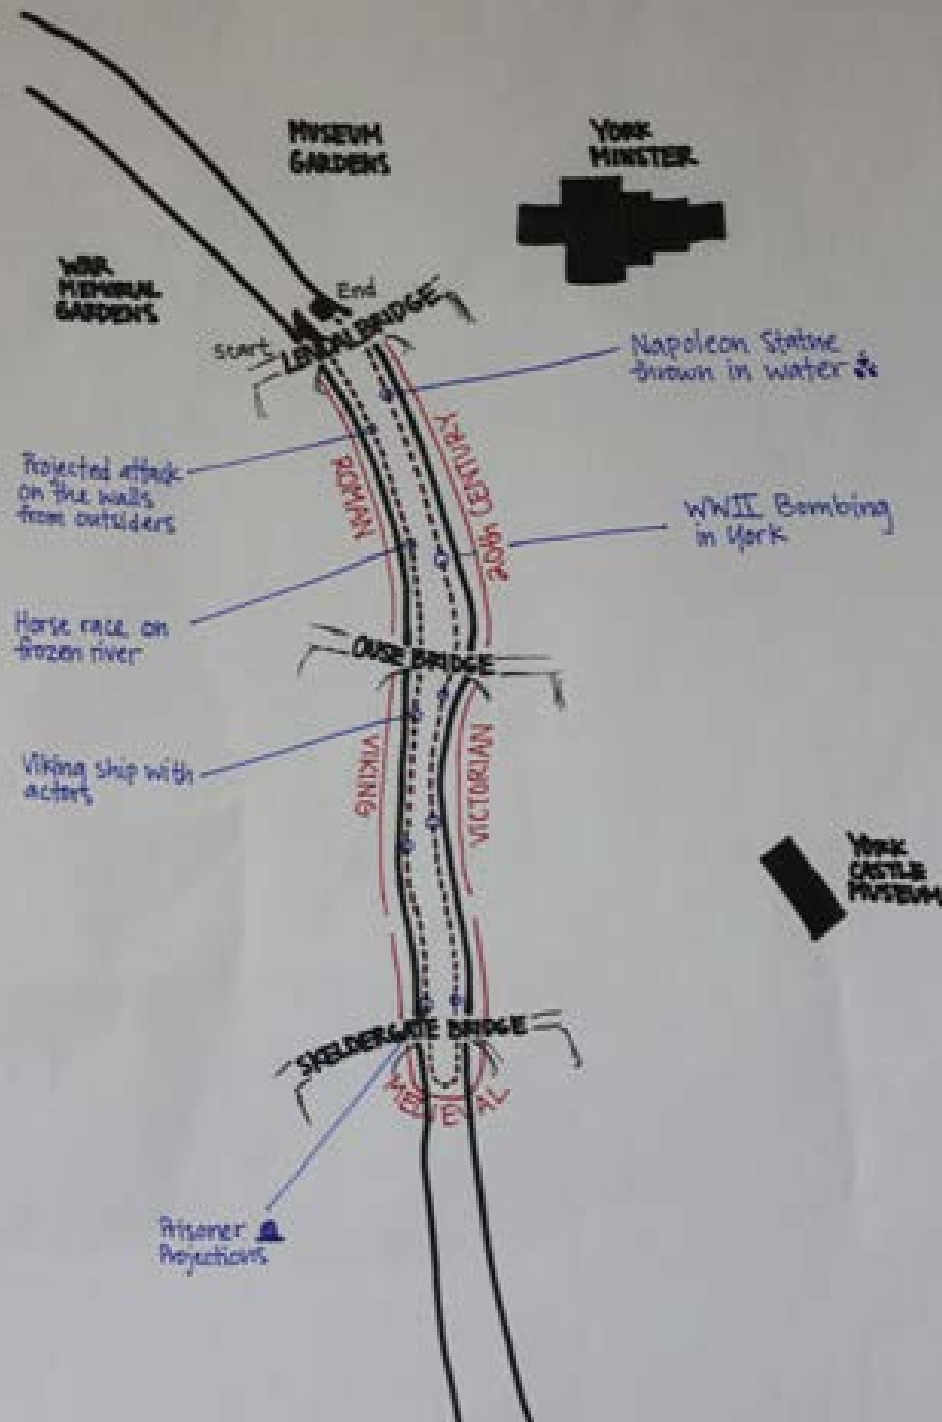 MUSEUM
GARDENS
YORK
MINSTER
WAR
MEMORIAL
GARDENS
End
Start
LENDAL BRIDGE
Napoleon Statue
thrown in water
Projected attack
on the walls
from outsiders
ROMAN
20th CENTURY
WWII Bombing
in York
Horse race on
frozen river
OUSE BRIDGE
Viking ship with
actors
VIKING
VICTORIAN
YORK
CASTLE
MUSEUM
SKELDERGATE BRIDGE
MEDIEVAL
Prisoner
Projections